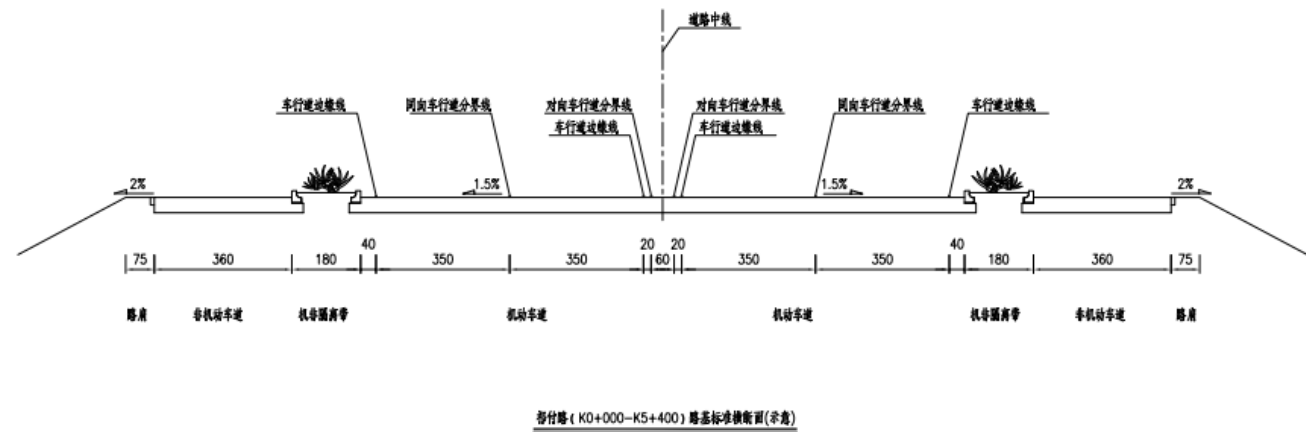 道路中线
车行道边缘线 同向车行道分界线 对向车行道分界线 对向车行道分界线 同向车行道分界线 车行道边缘线
车行道边缘线 车行道边缘线
2% 1.5% 1.5% 2%
40 20 20 40
75 360 180 350 350 60 350 350 180 360 75
路肩 非机动车道 机非隔离带 机动车道 机动车道 机非隔离带 非机动车道 路肩
付路(K0+000-K5+400)路基标准横断面(示意)